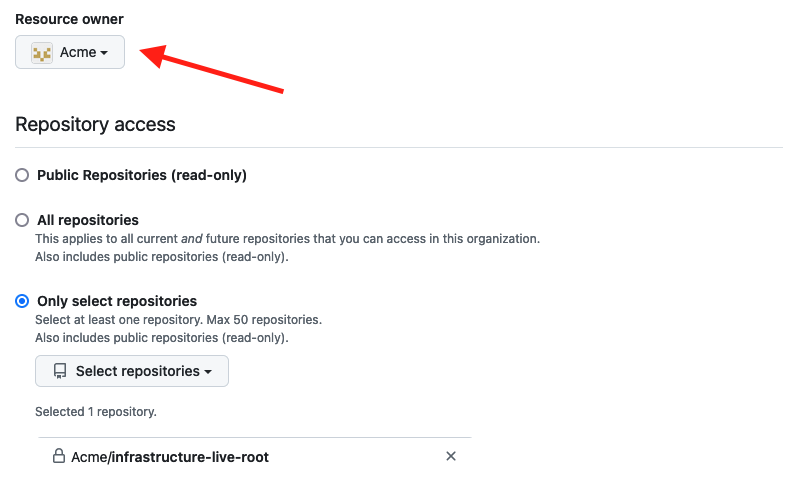 Resource owner
Acme
Repository access
Public Repositories (read-only)
All repositories
This applies to all current and future repositories that you can access in this organization.
Also includes public repositories (read-only).
Only select repositories
Select at least one repository. Max 50 repositories.
Also includes public repositories (read-only).
Select repositories
Selected 1 repository.
Acme/infrastructure-live-root